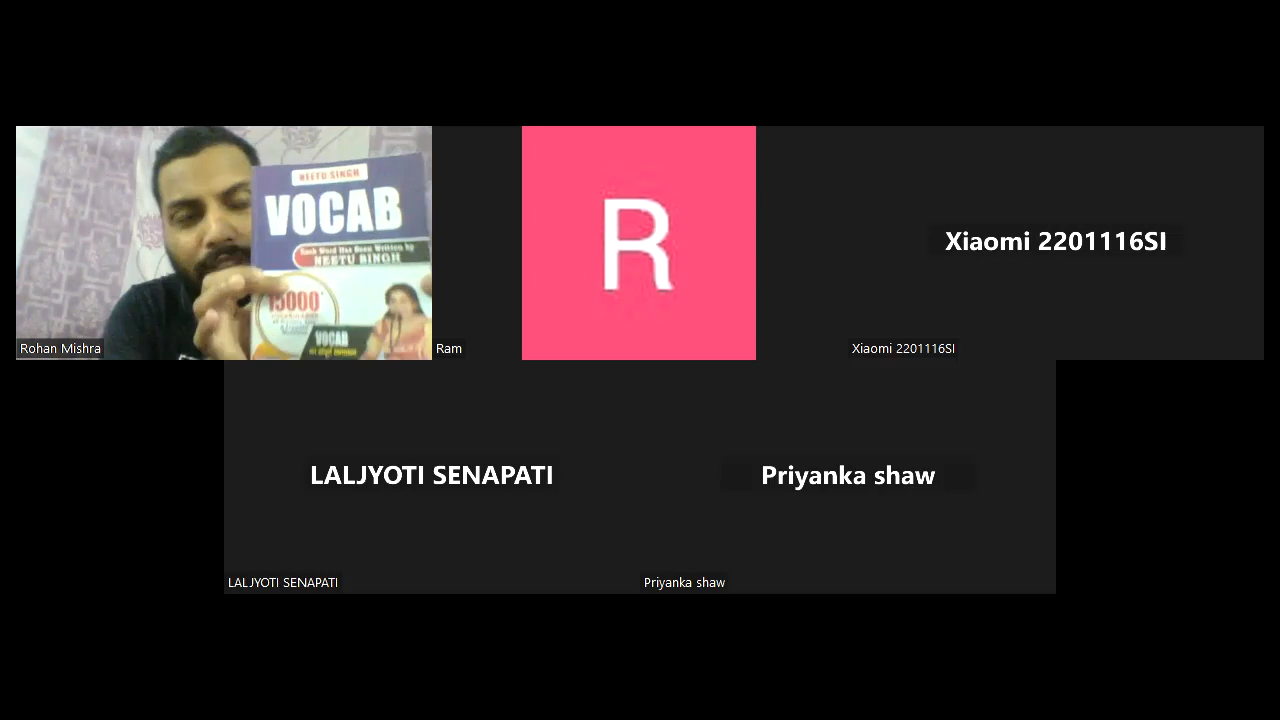 NEETU SINGH
VOCAB
Each Word Has Been Written by
NEETU SINGH
15000+
VOCAB
Rohan Mishra
R
Ram
Xiaomi 2201116SI
Xiaomi 2201116SI
LALJYOTI SENAPATI
LALJYOTI SENAPATI
Priyanka shaw
Priyanka shaw